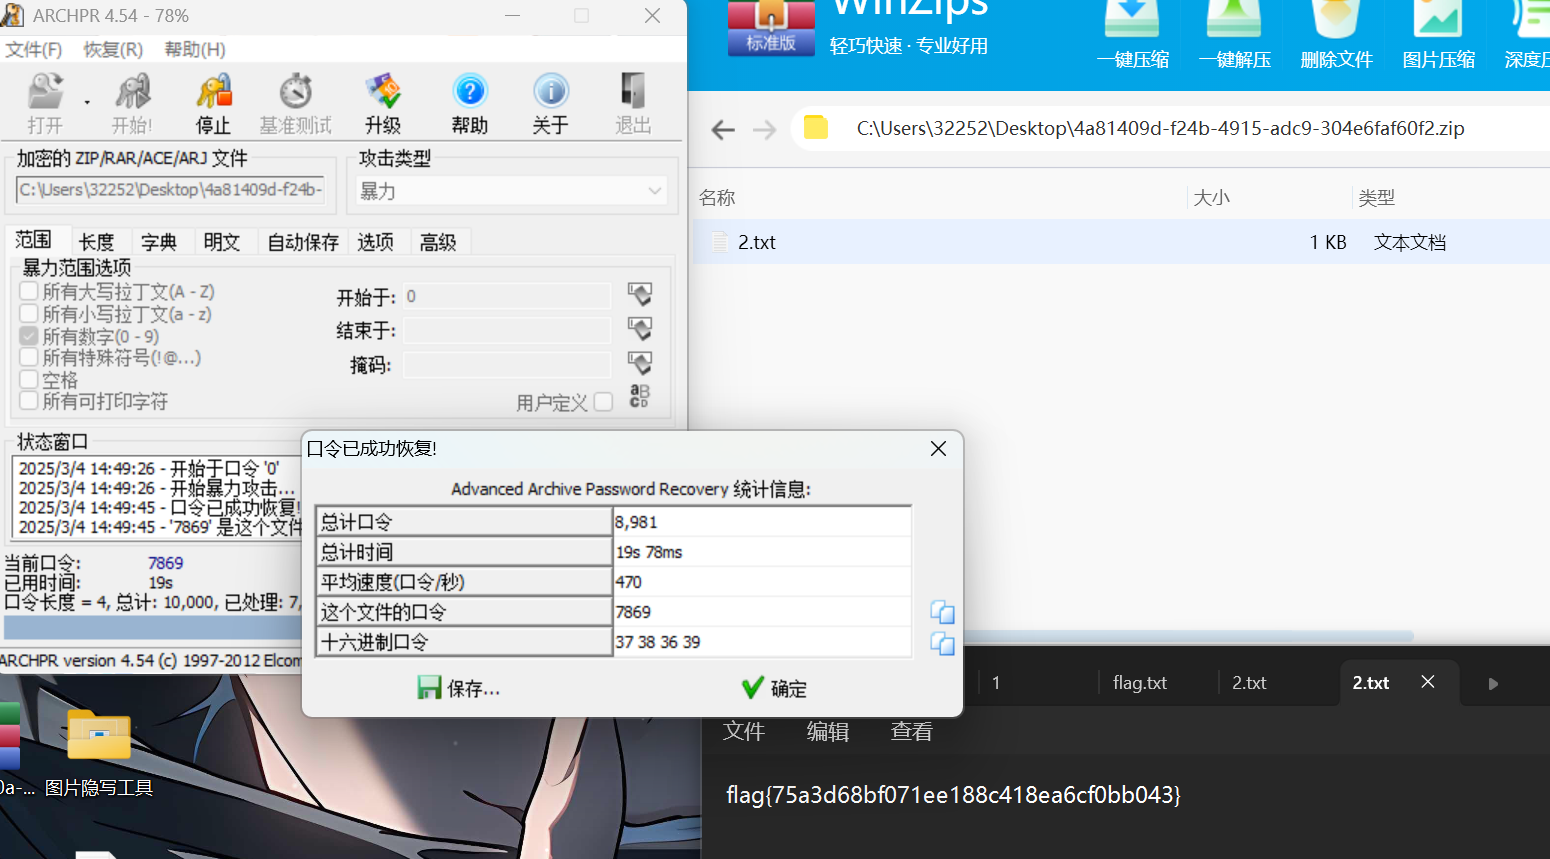 ARCHPR 4.54 - 78%
文件(F) 恢复(R) 帮助(H)
打开 开始! 停止 基准测试 升级 帮助 关于 退出
加密的 ZIP/RAR/ACE/ARJ 文件
C:\Users\32252\Desktop\4a81409d-f24b-
攻击类型
暴力
范围 长度 字典 明文 自动保存 选项 高级
暴力范围选项
所有大写拉丁文(A - Z)
所有小写拉丁文(a - z)
所有数字(0 - 9)
所有特殊符号(!@...)
空格
所有可打印字符
开始于: 0
结束于:
掩码:
用户定义
状态窗口
2025/3/4 14:49:26 - 开始于口令 '0'
2025/3/4 14:49:26 - 开始暴力攻击...
2025/3/4 14:49:45 - 口令已成功恢复!
2025/3/4 14:49:45 - '7869' 是这个文件
当前口令: 7869
已用时间: 19s
口令长度 = 4, 总计: 10,000, 已处理: 7,
ARCHPR version 4.54 (c) 1997-2012 Elcom
口令已成功恢复!
Advanced Archive Password Recovery 统计信息:
总计口令 8,981
总计时间 19s 78ms
平均速度(口令/秒) 470
这个文件的口令 7869
十六进制口令 37 38 36 39
保存... 确定
WinZips
标准版
轻巧快速 · 专业好用
一键压缩 一键解压 删除文件 图片压缩
C:\Users\32252\Desktop\4a81409d-f24b-4915-adc9-304e6faf60f2.zip
名称 大小 类型
2.txt 1 KB 文本文档
1 flag.txt 2.txt 2.txt
文件 编辑 查看
flag{75a3d68bf071ee188c418ea6cf0bb043}
0a-... 图片隐写工具